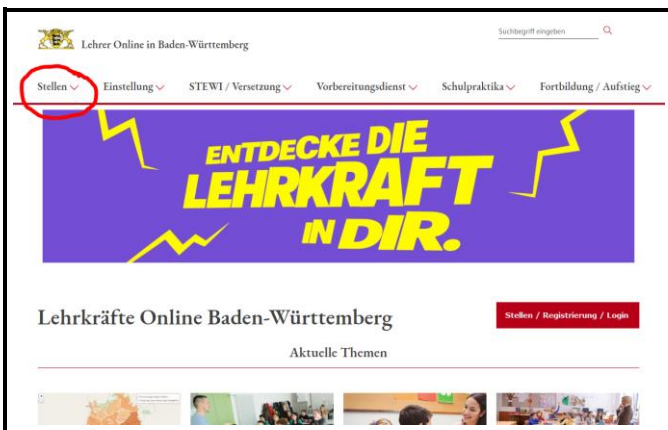 Lehrer Online in Baden-Württemberg
Suchbegriff eingeben
Stellen Einstellung STEWI / Versetzung Vorbereitungsdienst Schulpraktika Fortbildung / Aufstieg
ENTDECKE DIE
LEHRKRAFT
IN DIR.
Lehrkräfte Online Baden-Württemberg
Stellen / Registrierung / Login
Aktuelle Themen